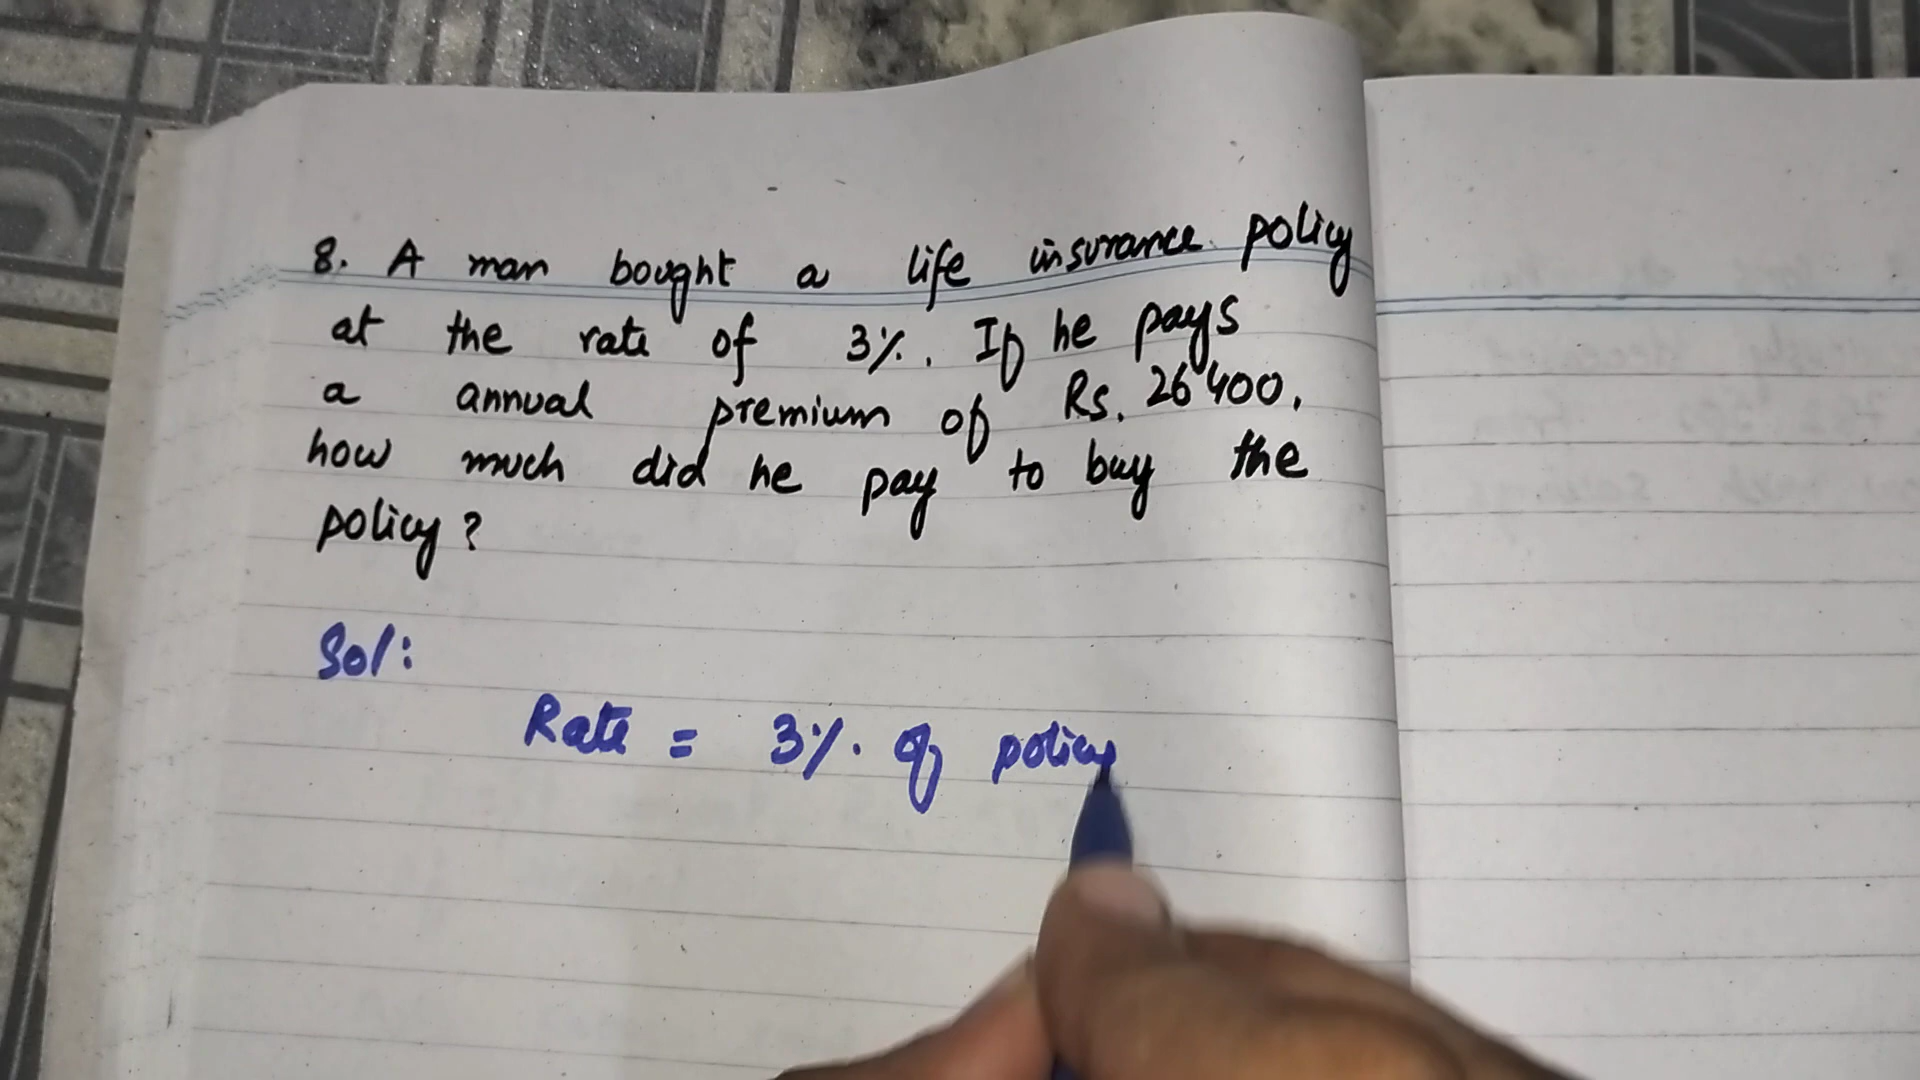 8. A man bought a life insurance policy
at the rate of 3%. If he pays
a annual premium of Rs. 26400,
how much did he pay to buy the
policy?
Sol:
Rate = 3%. of policy